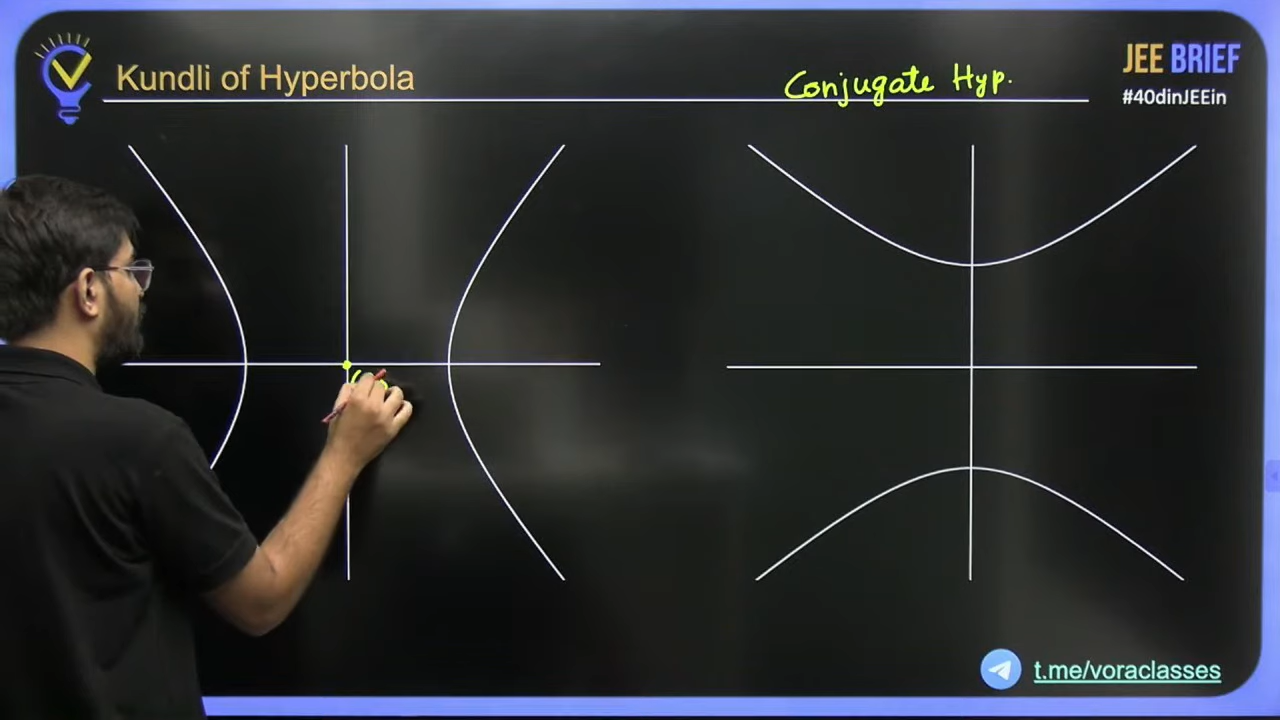 Kundli of Hyperbola
Conjugate Hyp.
JEE BRIEF
#40dinJEEin
t.me/voraclasses